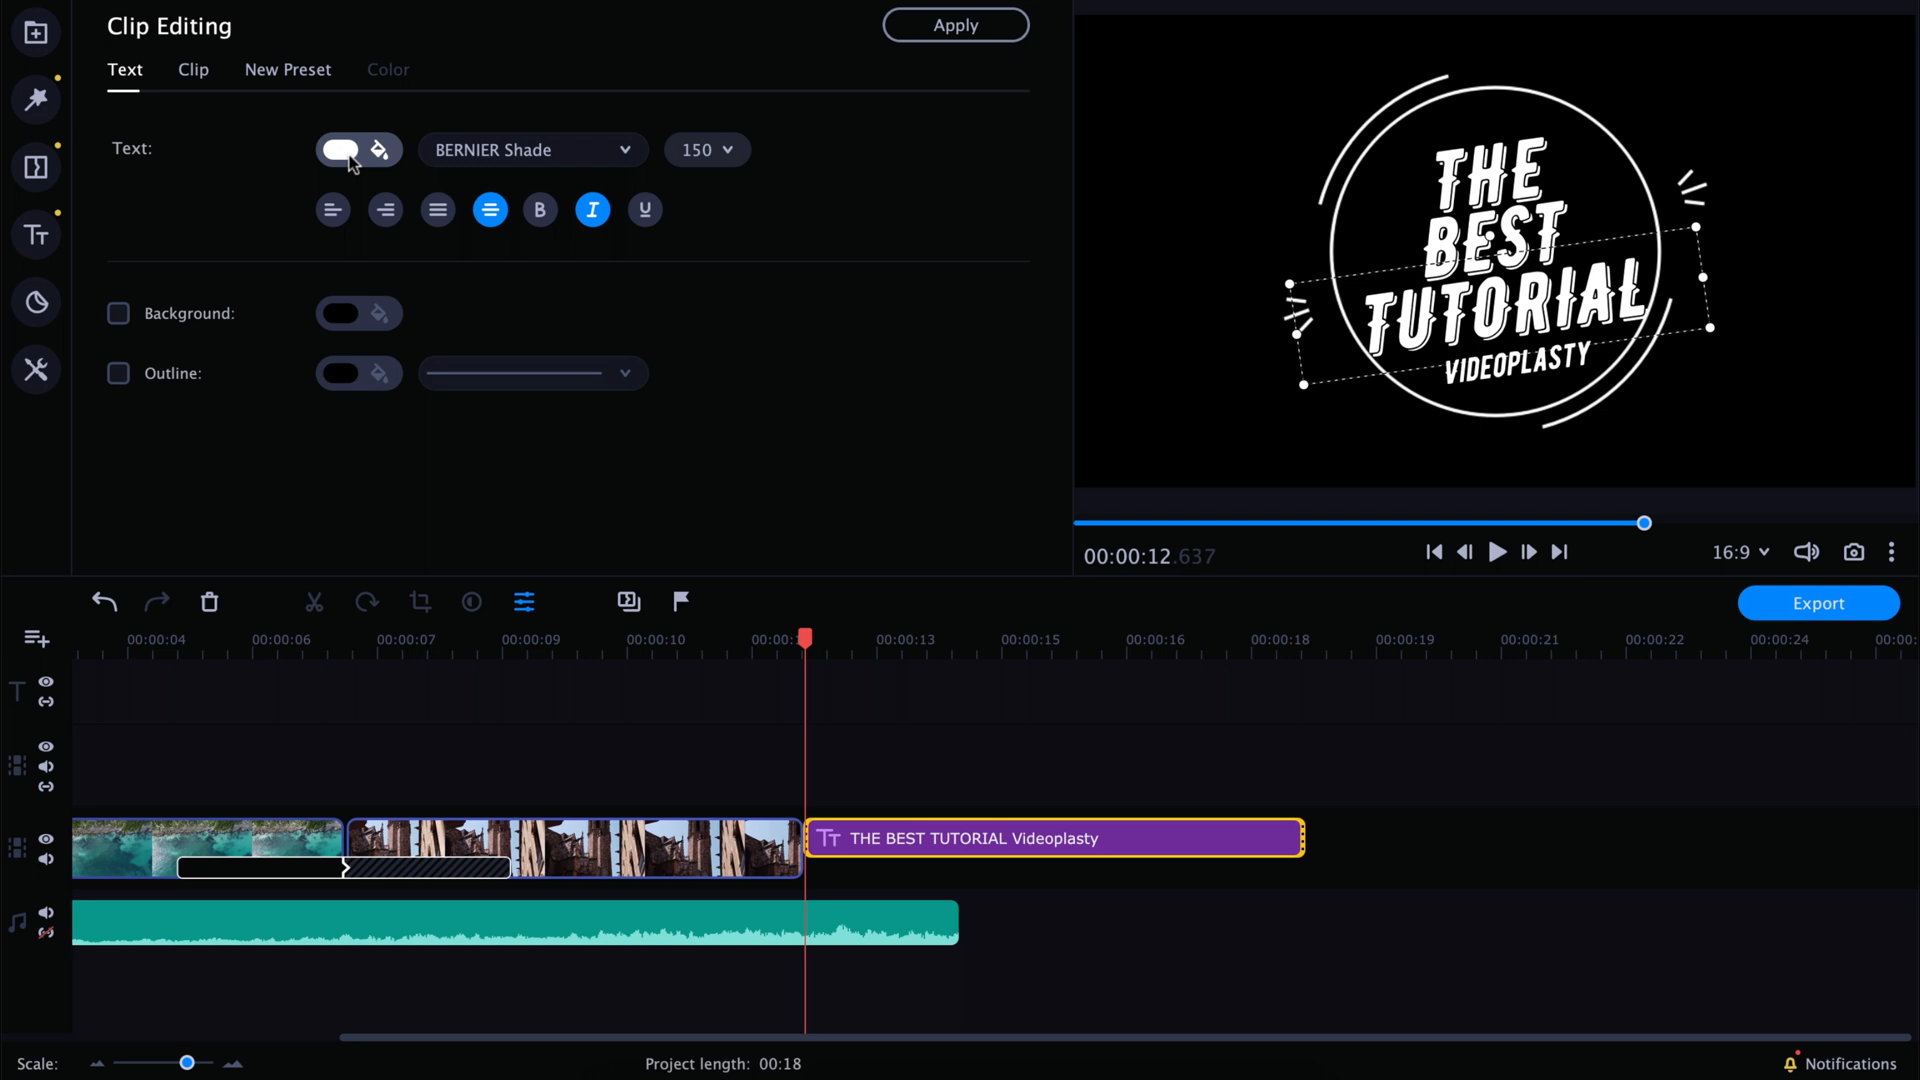 Clip Editing
Apply
Text Clip New Preset Color
Text:
BERNIER Shade
150
B I U
Background:
Outline:
THE
BEST
TUTORIAL
VIDEOPLASTY
00:00:12.637
16:9
Export
00:00:04 00:00:06 00:00:07 00:00:09 00:00:10 00:00:13 00:00:15 00:00:16 00:00:18 00:00:19 00:00:21 00:00:22 00:00:24
THE BEST TUTORIAL Videoplasty
Scale:
Project length: 00:18
Notifications